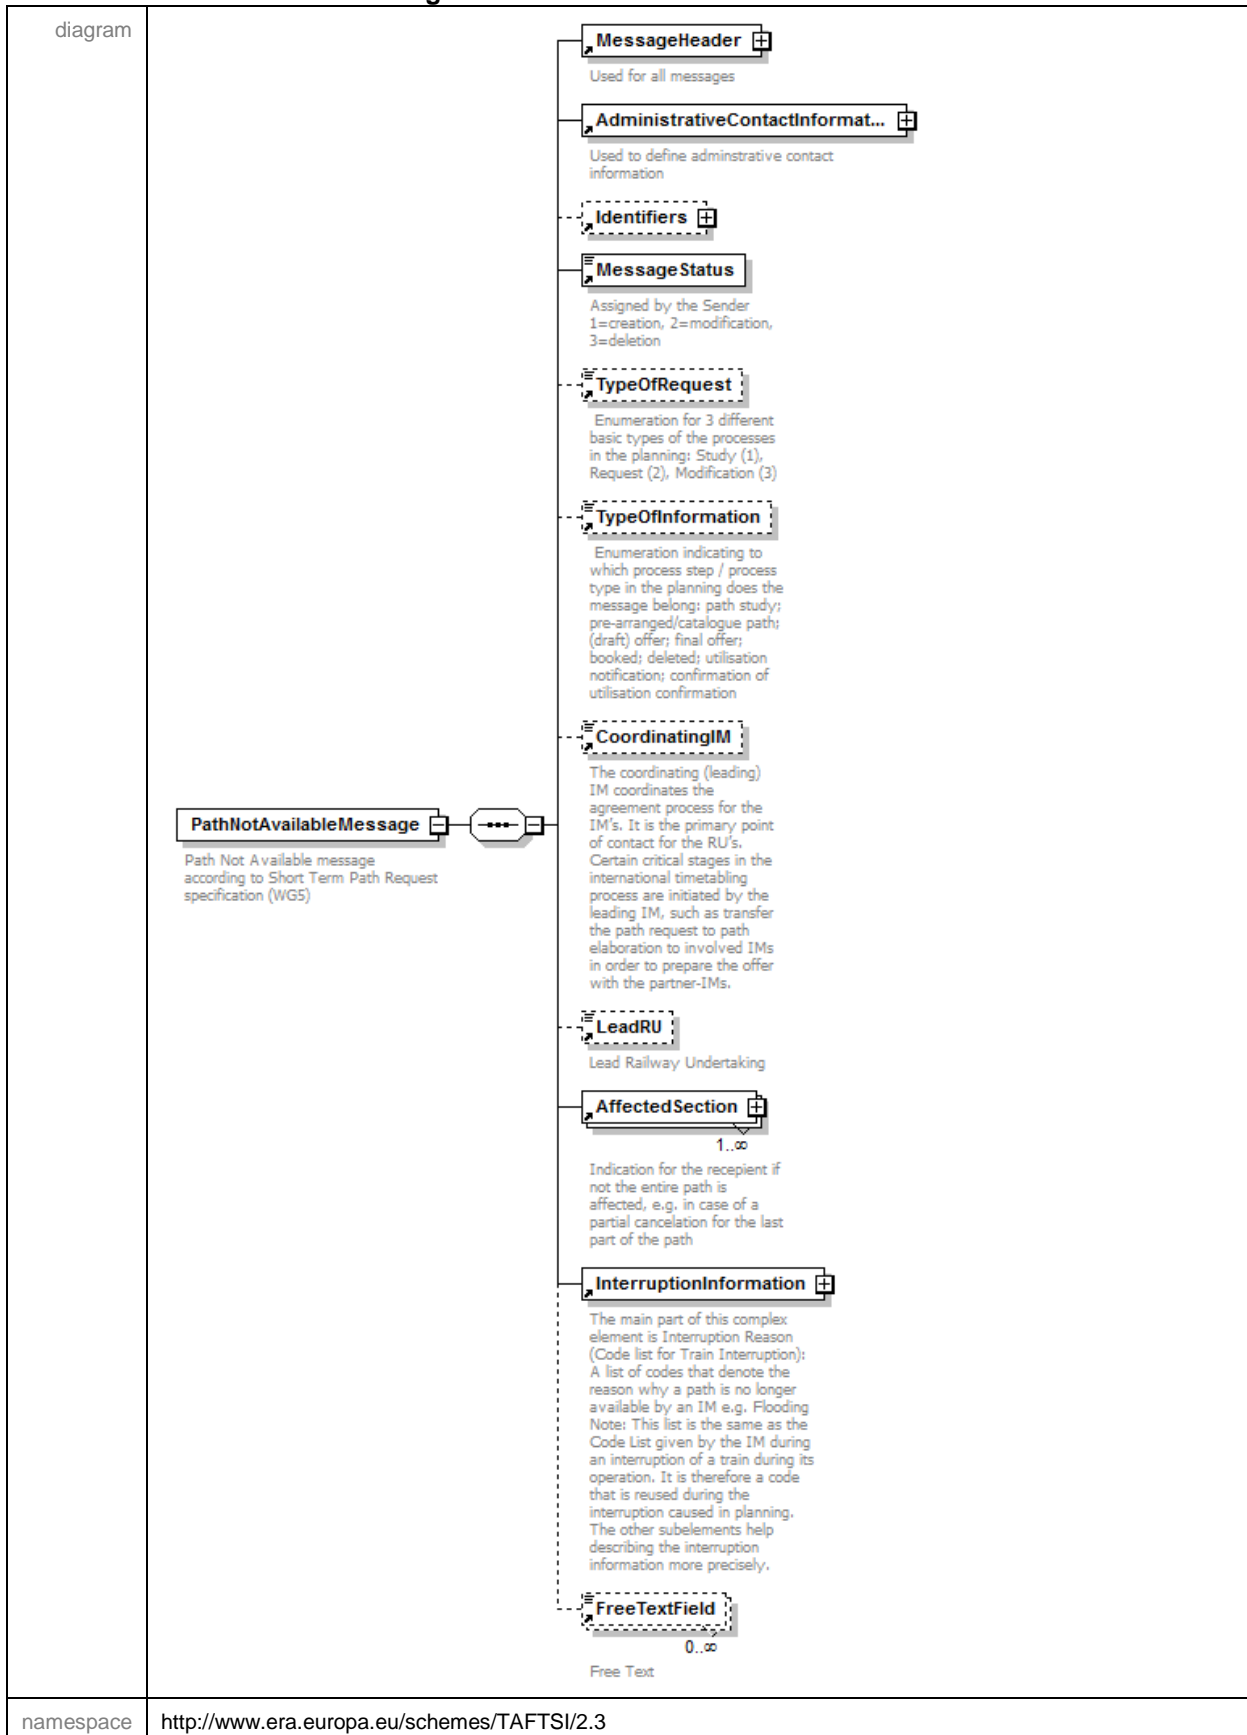 diagram
MessageHeader
Used for all messages
AdministrativeContactInformat...
Used to define adminstrative contact
information
Identifiers
MessageStatus
Assigned by the Sender
1=creation, 2=modification,
3=deletion
TypeOfRequest
Enumeration for 3 different
basic types of the processes
in the planning: Study (1),
Request (2), Modification (3)
TypeOfInformation
Enumeration indicating to
which process step / process
type in the planning does the
message belong: path study;
pre-arranged/catalogue path;
(draft) offer; final offer;
booked; deleted; utilisation
notification; confirmation of
utilisation confirmation
CoordinatingIM
The coordinating (leading)
IM coordinates the
agreement process for the
IM's. It is the primary point
of contact for the RU's.
Certain critical stages in the
international timetabling
process are initiated by the
leading IM, such as transfer
the path request to path
elaboration to involved IMs
in order to prepare the offer
with the partner-IMs.
PathNotAvailableMessage
Path Not Available message
according to Short Term Path Request
specification (WG5)
LeadRU
Lead Railway Undertaking
AffectedSection
1..∞
Indication for the recepient if
not the entire path is
affected, e.g. in case of a
partial cancelation for the last
part of the path
InterruptionInformation
The main part of this complex
element is Interruption Reason
(Code list for Train Interruption):
A list of codes that denote the
reason why a path is no longer
available by an IM e.g. Flooding
Note: This list is the same as the
Code List given by the IM during
an interruption of a train during its
operation. It is therefore a code
that is reused during the
interruption caused in planning.
The other subelements help
describing the interruption
information more precisely.
FreeTextField
0..∞
Free Text
namespace
http://www.era.europa.eu/schemes/TAFTSI/2.3